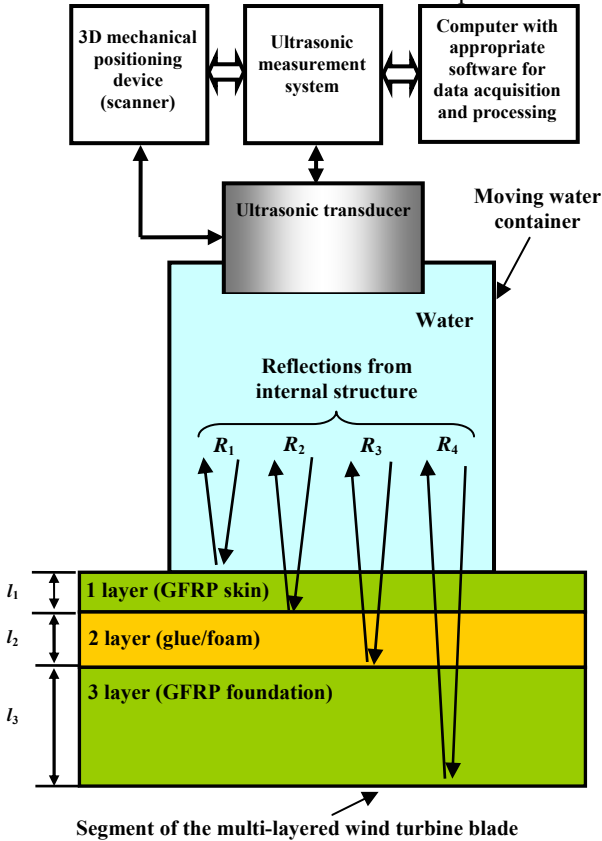 3D mechanical
positioning
device
(scanner)
Ultrasonic
measurement
system
Computer with
appropriate
software for
data acquisition
and processing
Ultrasonic transducer
Moving water
container
Water
Reflections from
internal structure
R1 R2 R3 R4
l1
1 layer (GFRP skin)
l2
2 layer (glue/foam)
3 layer (GFRP foundation)
l3
Segment of the multi-layered wind turbine blade